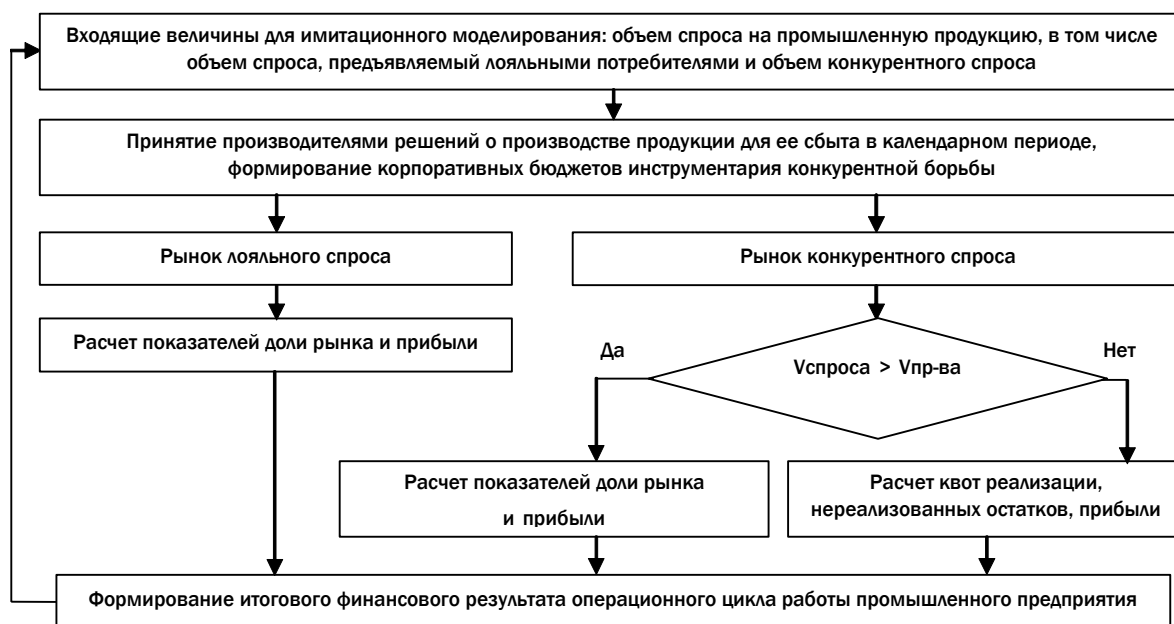 Входящие величины для имитационного моделирования: объем спроса на промышленную продукцию, в том числе
объем спроса, предъявляемый лояльными потребителями и объем конкурентного спроса
Принятие производителями решений о производстве продукции для ее сбыта в календарном периоде,
формирование корпоративных бюджетов инструментария конкурентной борьбы
Рынок лояльного спроса
Рынок конкурентного спроса
Расчет показателей доли рынка и прибыли
Да
Vспроса > Vпр-ва
Нет
Расчет показателей доли рынка
и прибыли
Расчет квот реализации,
нереализованных остатков, прибыли
Формирование итогового финансового результата операционного цикла работы промышленного предприятия